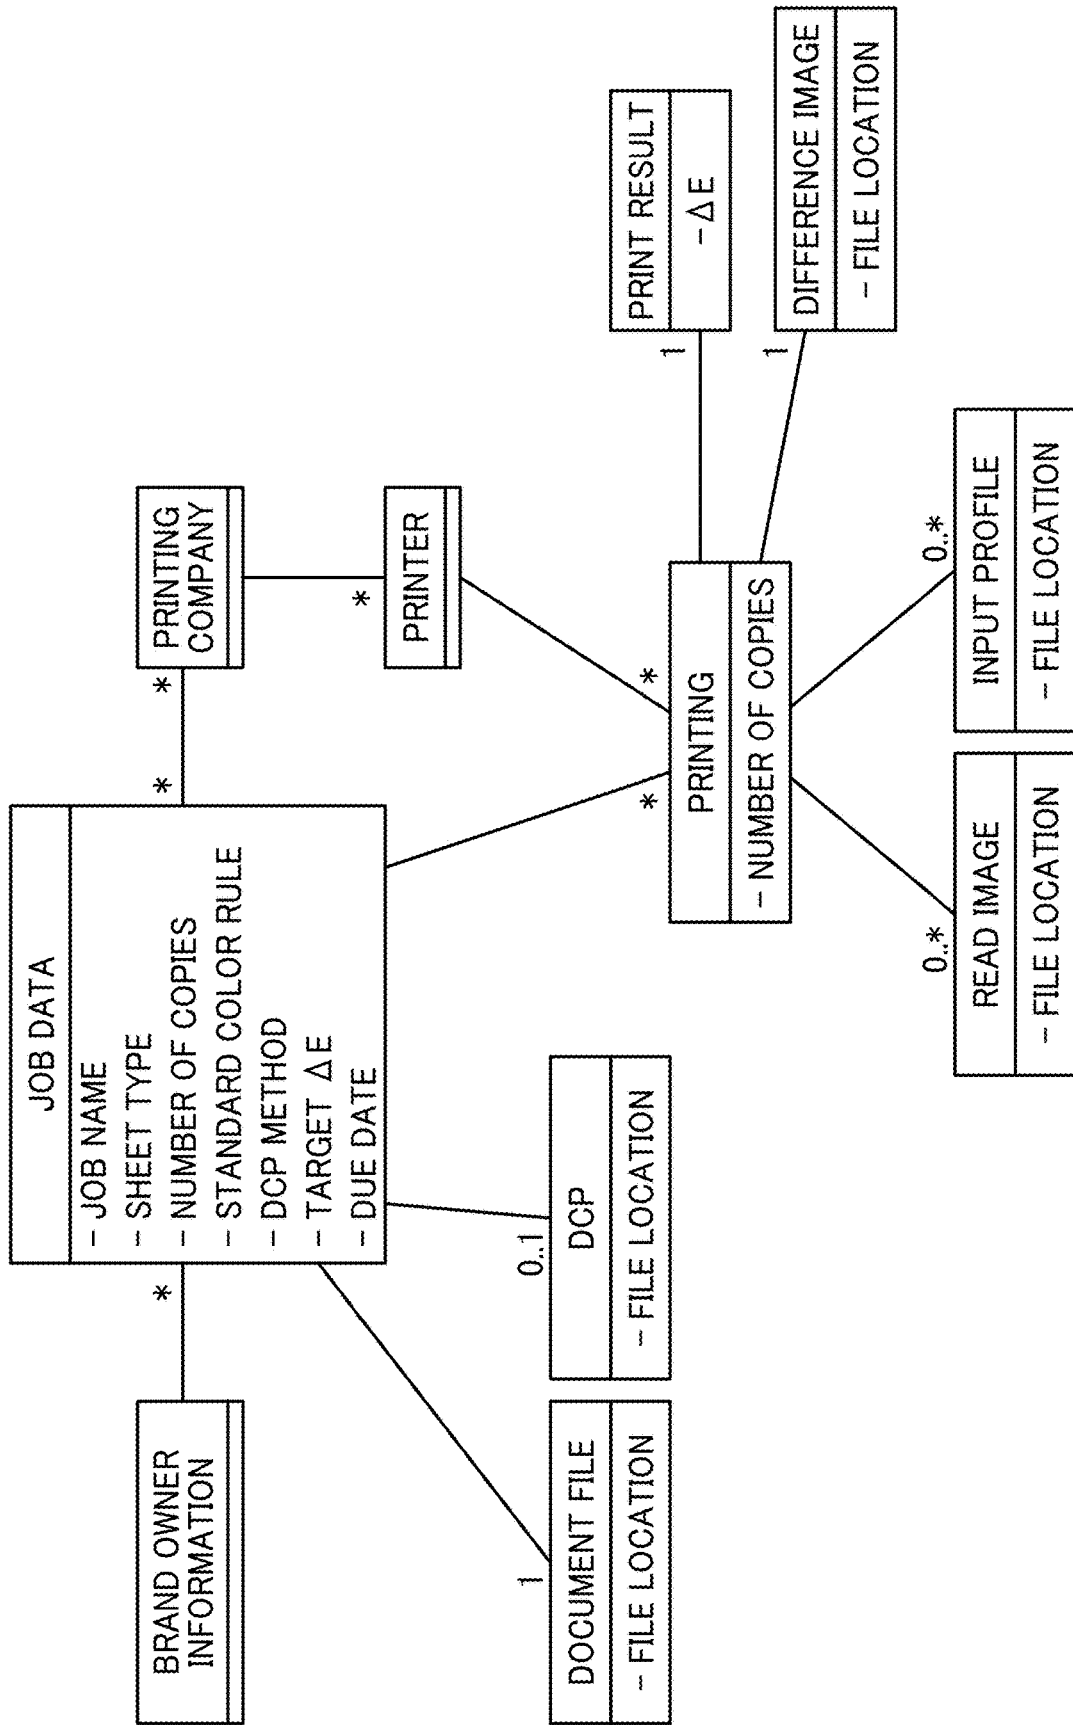 BRAND OWNER
INFORMATION
*
JOB DATA
- JOB NAME
- SHEET TYPE
- NUMBER OF COPIES
- STANDARD COLOR RULE
- DCP METHOD
- TARGET ΔE
- DUE DATE
*
*
PRINTING
COMPANY
*
PRINTER
1
DOCUMENT FILE
- FILE LOCATION
0..1
DCP
- FILE LOCATION
*
*
PRINTING
- NUMBER OF COPIES
1
PRINT RESULT
- ΔE
1
DIFFERENCE IMAGE
- FILE LOCATION
0..*
READ IMAGE
- FILE LOCATION
0..*
INPUT PROFILE
- FILE LOCATION